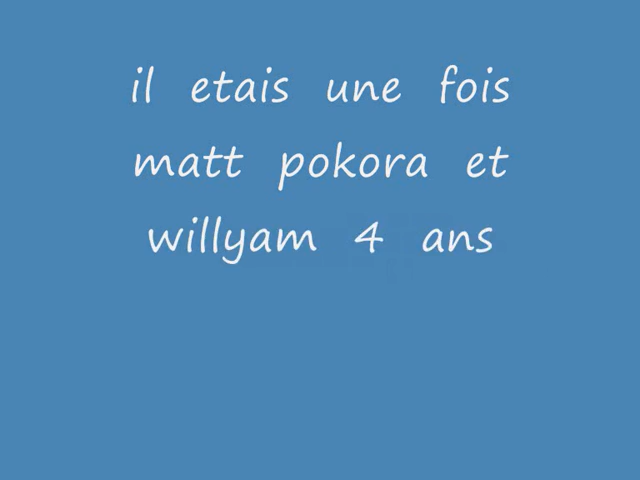 il etais une fois
matt pokora et
willyam 4 ans